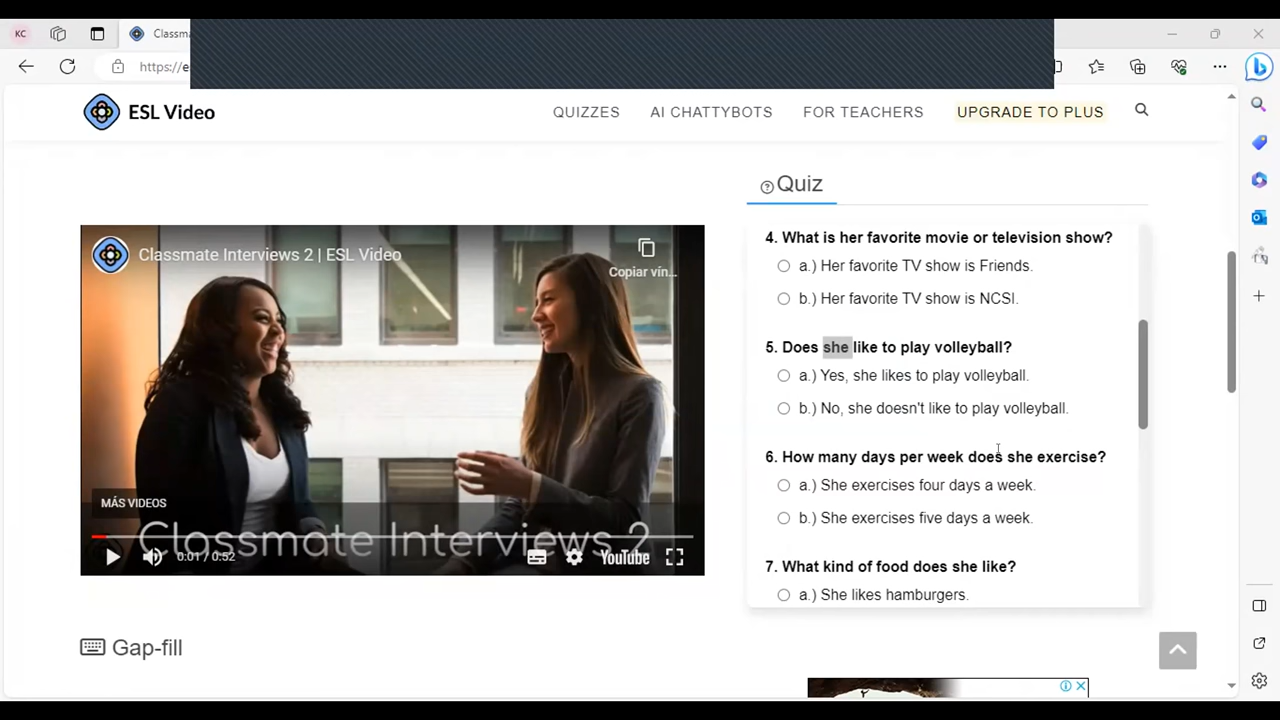 KC
Classma
https://e
ESL Video
QUIZZES
AI CHATTYBOTS
FOR TEACHERS
UPGRADE TO PLUS
Classmate Interviews 2 | ESL Video
Copiar vín...
MÁS VIDEOS
Classmate Interviews 2
0:01 / 0:52
YouTube
Quiz
4. What is her favorite movie or television show?
a.) Her favorite TV show is Friends.
b.) Her favorite TV show is NCSI.
5. Does she like to play volleyball?
a.) Yes, she likes to play volleyball.
b.) No, she doesn't like to play volleyball.
6. How many days per week does she exercise?
a.) She exercises four days a week.
b.) She exercises five days a week.
7. What kind of food does she like?
a.) She likes hamburgers.
Gap-fill